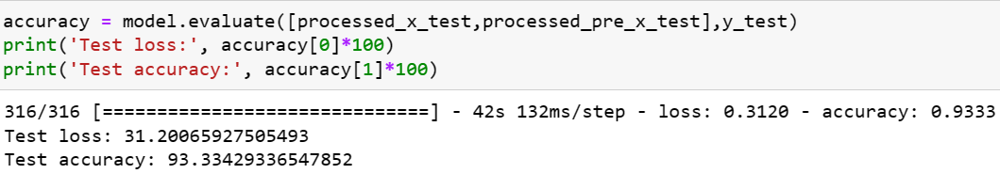 accuracy = model.evaluate([processed_x_test,processed_pre_x_test],y_test)
print('Test loss:', accuracy[0]*100)
print('Test accuracy:', accuracy[1]*100)
316/316 [==============================] - 42s 132ms/step - loss: 0.3120 - accuracy: 0.9333
Test loss: 31.20065927505493
Test accuracy: 93.33429336547852